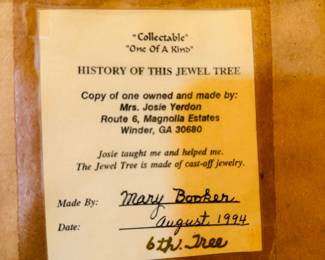 "Collectable"
"One Of A Kind"
HISTORY OF THIS JEWEL TREE
Copy of one owned and made by:
Mrs. Josie Yerdon
Route 6, Magnolia Estates
Winder, GA 30680
Josie taught me and helped me.
The Jewel Tree is made of cast-off jewelry.
Made By: Mary Booker
Date: August, 1994
6th. Tree